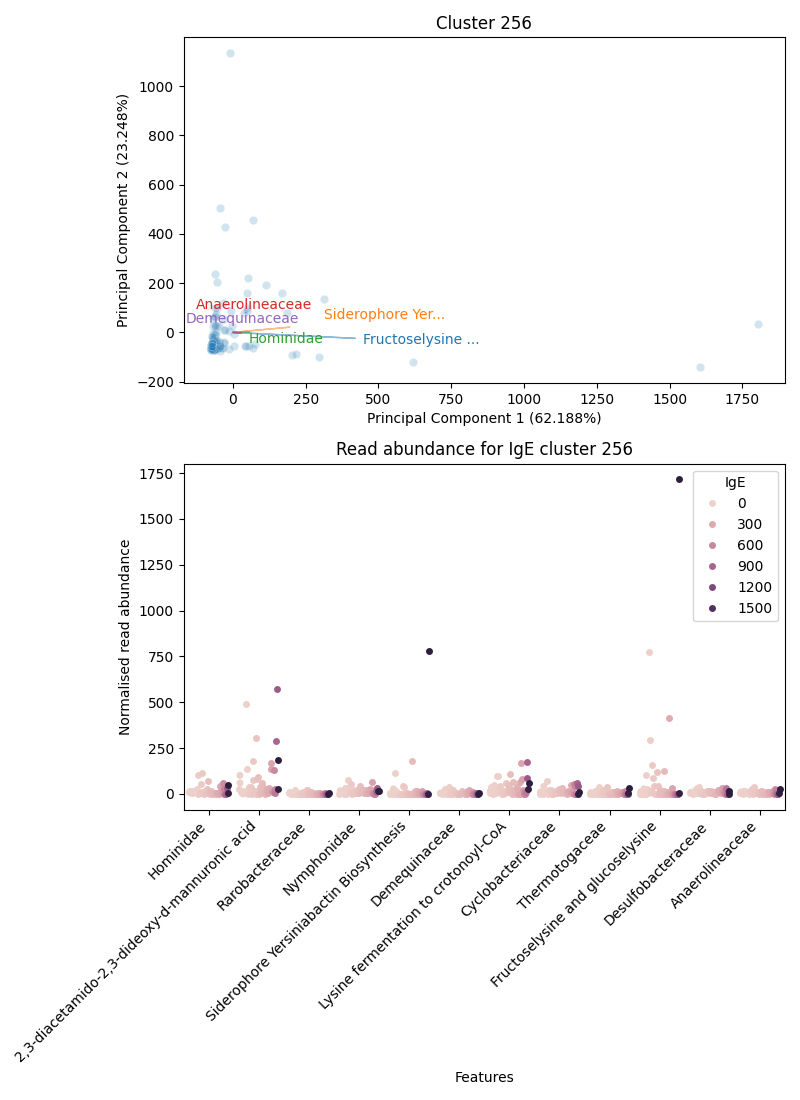 Cluster 256
Principal Component 2 (23.248%)
1000
800
600
400
200
0
−200
Anaerolineaceae
Siderophore Yer...
Demequinaceae
Hominidae
Fructoselysine ...
0
250
500
750
1000
1250
1500
1750
Principal Component 1 (62.188%)
Read abundance for IgE cluster 256
Normalised read abundance
1750
1500
1250
1000
750
500
250
0
IgE
0
300
600
900
1200
1500
Hominidae
2,3-diacetamido-2,3-dideoxy-d-mannuronic acid
Rarobacteraceae
Nymphonidae
Siderophore Yersiniabactin Biosynthesis
Demequinaceae
Lysine fermentation to crotonoyl-CoA
Cyclobacteriaceae
Thermotogaceae
Fructoselysine and glucoselysine
Desulfobacteraceae
Anaerolineaceae
Features